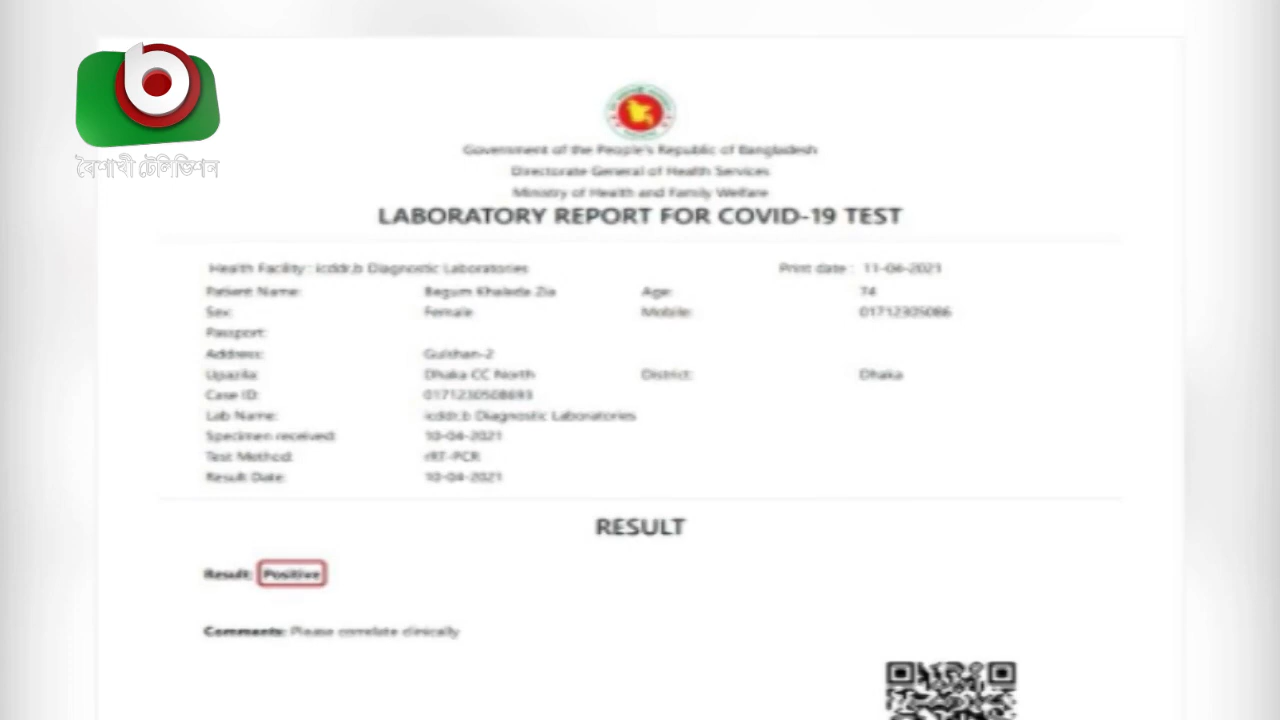 b
বৈশাখী টেলিভিশন
Government of the People's Republic of Bangladesh
Directorate General of Health Services
Ministry of Health and Family Welfare
LABORATORY REPORT FOR COVID-19 TEST
Health Facility : icddr,b Diagnostic Laboratories Print date : 11-04-2021
Patient Name: Begum Khaleda Zia Age: 74
Sex: Female Mobile: 01712305086
Passport:
Address: Gulshan-2
Upazila: Dhaka CC North District: Dhaka
Case ID: 0171230508693
Lab Name: icddr,b Diagnostic Laboratories
Specimen received: 10-04-2021
Test Method: rRT-PCR
Result Date: 10-04-2021
RESULT
Result: Positive
Comments: Please correlate clinically